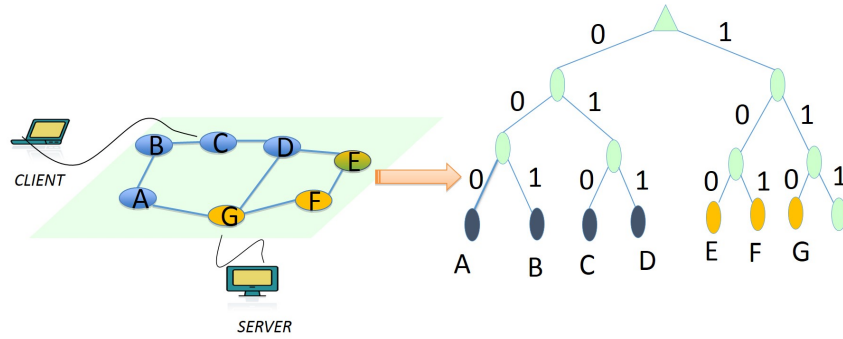 0 1
0 1 0 1
B C D E
CLIENT
0 1 0 1 0 1 0 1
A G F
A B C D E F G
SERVER